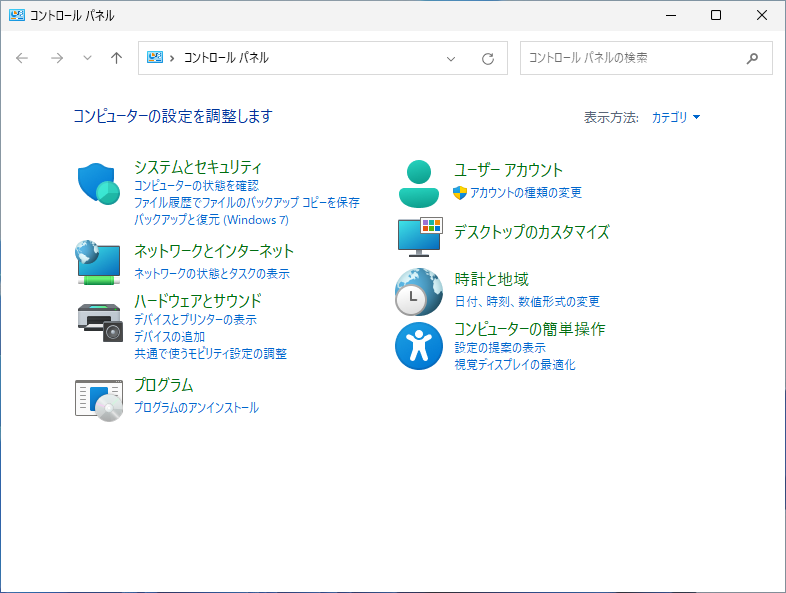 コントロール パネル
コントロール パネル
コントロール パネルの検索
コンピューターの設定を調整します
表示方法: カテゴリ
システムとセキュリティ
コンピューターの状態を確認
ファイル履歴でファイルのバックアップ コピーを保存
バックアップと復元 (Windows 7)
ネットワークとインターネット
ネットワークの状態とタスクの表示
ハードウェアとサウンド
デバイスとプリンターの表示
デバイスの追加
共通で使うモビリティ設定の調整
プログラム
プログラムのアンインストール
ユーザー アカウント
アカウントの種類の変更
デスクトップのカスタマイズ
時計と地域
日付、時刻、数値形式の変更
コンピューターの簡単操作
設定の提案の表示
視覚ディスプレイの最適化